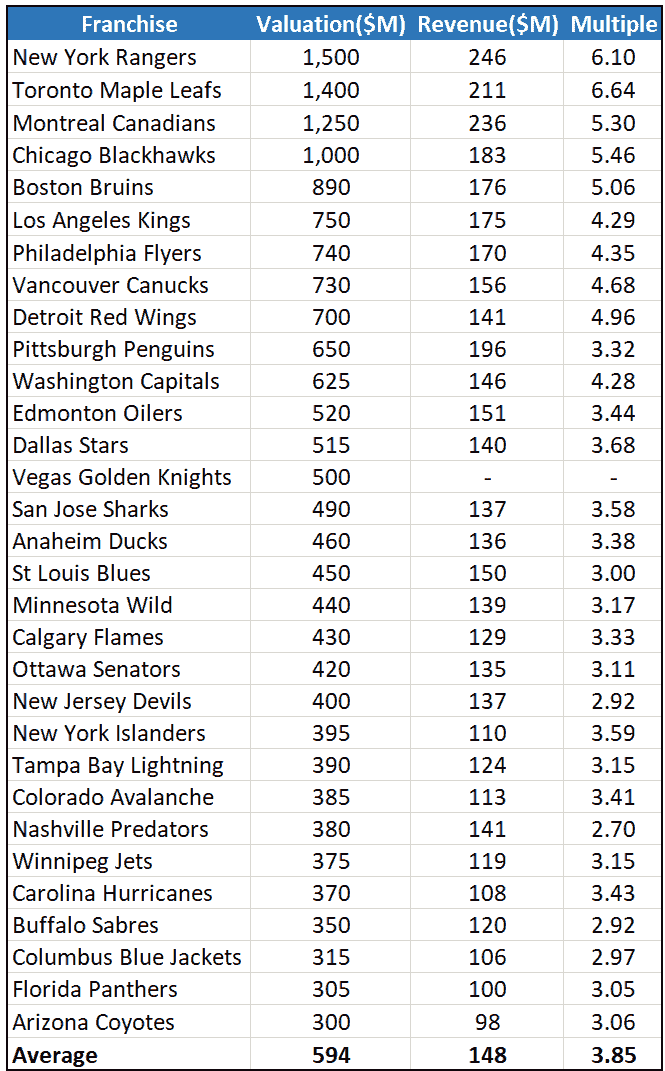 Franchise Valuation($M) Revenue($M) Multiple
New York Rangers 1,500 246 6.10
Toronto Maple Leafs 1,400 211 6.64
Montreal Canadians 1,250 236 5.30
Chicago Blackhawks 1,000 183 5.46
Boston Bruins 890 176 5.06
Los Angeles Kings 750 175 4.29
Philadelphia Flyers 740 170 4.35
Vancouver Canucks 730 156 4.68
Detroit Red Wings 700 141 4.96
Pittsburgh Penguins 650 196 3.32
Washington Capitals 625 146 4.28
Edmonton Oilers 520 151 3.44
Dallas Stars 515 140 3.68
Vegas Golden Knights 500 - -
San Jose Sharks 490 137 3.58
Anaheim Ducks 460 136 3.38
St Louis Blues 450 150 3.00
Minnesota Wild 440 139 3.17
Calgary Flames 430 129 3.33
Ottawa Senators 420 135 3.11
New Jersey Devils 400 137 2.92
New York Islanders 395 110 3.59
Tampa Bay Lightning 390 124 3.15
Colorado Avalanche 385 113 3.41
Nashville Predators 380 141 2.70
Winnipeg Jets 375 119 3.15
Carolina Hurricanes 370 108 3.43
Buffalo Sabres 350 120 2.92
Columbus Blue Jackets 315 106 2.97
Florida Panthers 305 100 3.05
Arizona Coyotes 300 98 3.06
Average 594 148 3.85